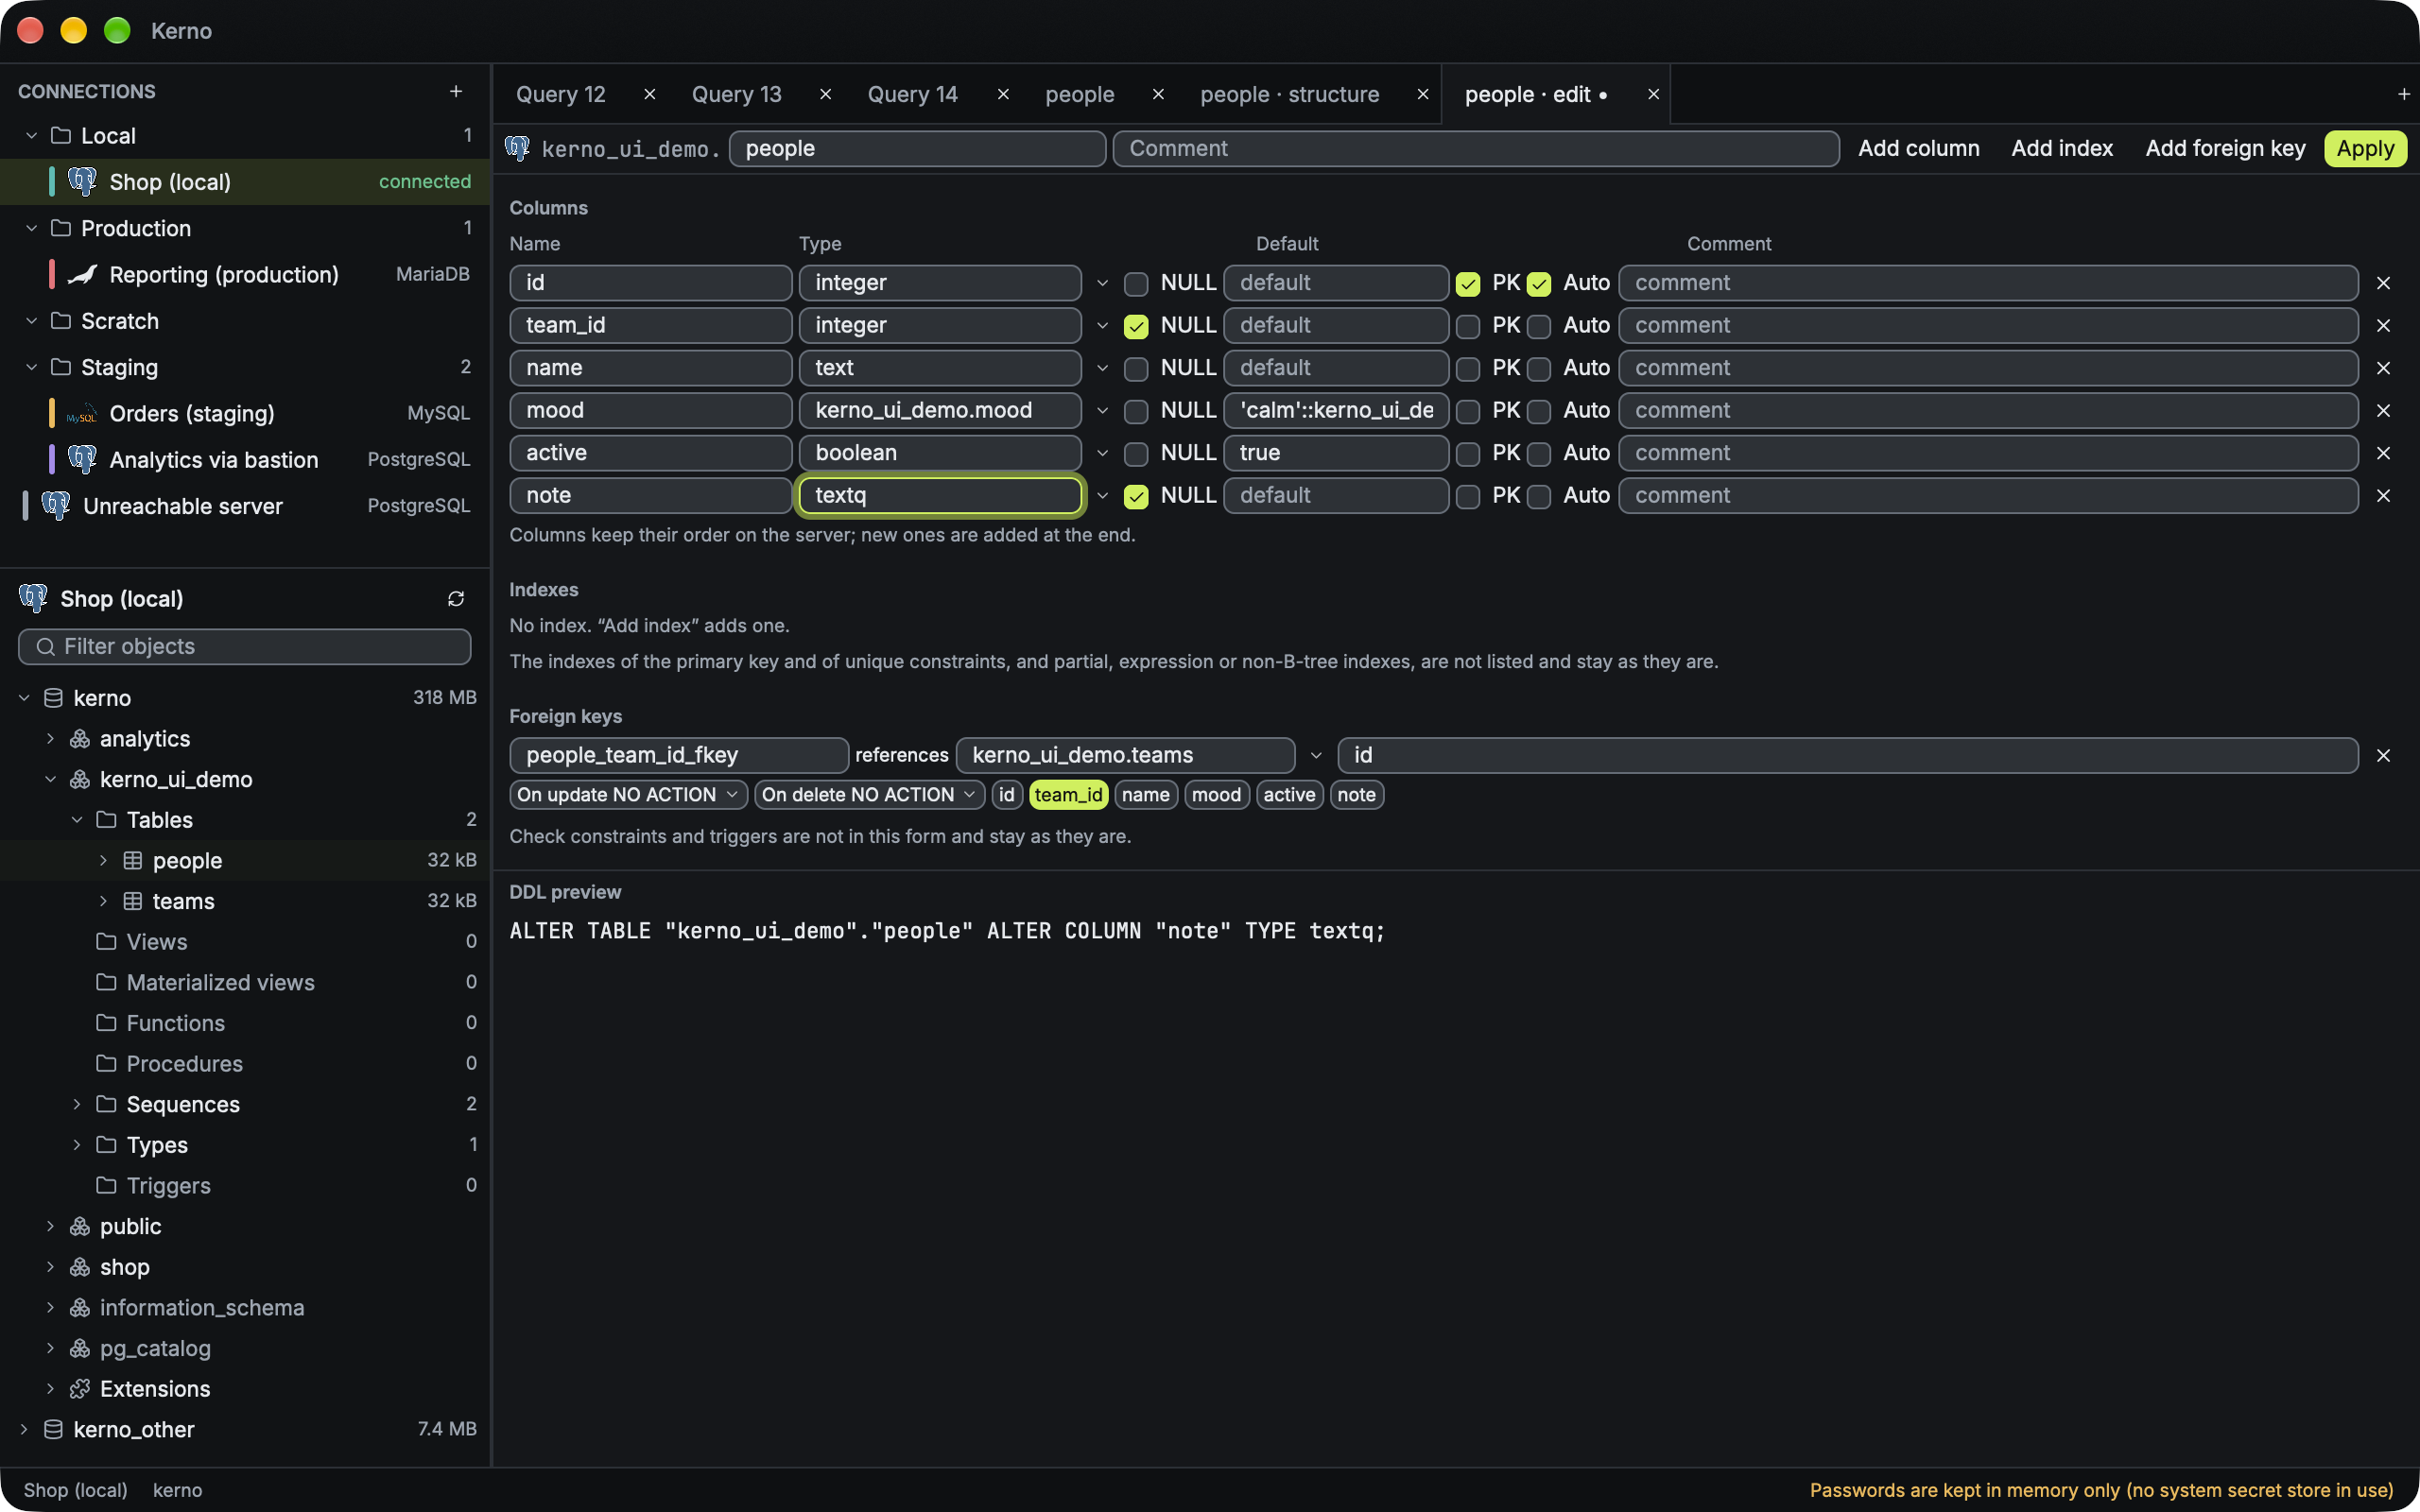 Kerno
CONNECTIONS
Local 1
Shop (local) connected
Production 1
Reporting (production) MariaDB
Scratch
Staging 2
MySQL Orders (staging) MySQL
Analytics via bastion PostgreSQL
Unreachable server PostgreSQL
Shop (local)
Filter objects
kerno 318 MB
analytics
kerno_ui_demo
Tables 2
people 32 kB
teams 32 kB
Views 0
Materialized views 0
Functions 0
Procedures 0
Sequences 2
Types 1
Triggers 0
public
shop
information_schema
pg_catalog
Extensions
kerno_other 7.4 MB
Query 12 Query 13 Query 14 people people · structure people · edit •
kerno_ui_demo. people Comment Add column Add index Add foreign key Apply
Columns
Name Type Default Comment
id integer NULL default PK Auto comment
team_id integer NULL default PK Auto comment
name text NULL default PK Auto comment
mood kerno_ui_demo.mood NULL 'calm'::kerno_ui_de PK Auto comment
active boolean NULL true PK Auto comment
note textq NULL default PK Auto comment
Columns keep their order on the server; new ones are added at the end.
Indexes
No index. “Add index” adds one.
The indexes of the primary key and of unique constraints, and partial, expression or non-B-tree indexes, are not listed and stay as they are.
Foreign keys
people_team_id_fkey references kerno_ui_demo.teams id
On update NO ACTION On delete NO ACTION id team_id name mood active note
Check constraints and triggers are not in this form and stay as they are.
DDL preview
ALTER TABLE "kerno_ui_demo"."people" ALTER COLUMN "note" TYPE textq;
Shop (local) kerno Passwords are kept in memory only (no system secret store in use)